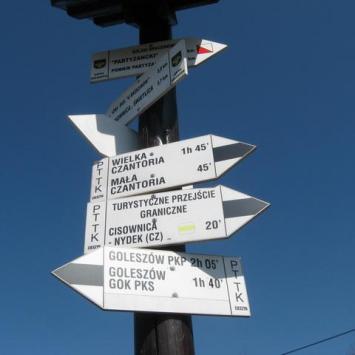 "PARTYZANCKI"
PTTK
WIELKA 1h 45'
CZANTORIA
MAŁA 45'
CZANTORIA
PTTK
TURYSTYCZNE PRZEJŚCIE
GRANICZNE
CISOWNICA
- NYDEK (CZ) 20'
GOLESZÓW PKP 2h 05'
GOLESZÓW
GOK PKS 1h 40'
PTTK